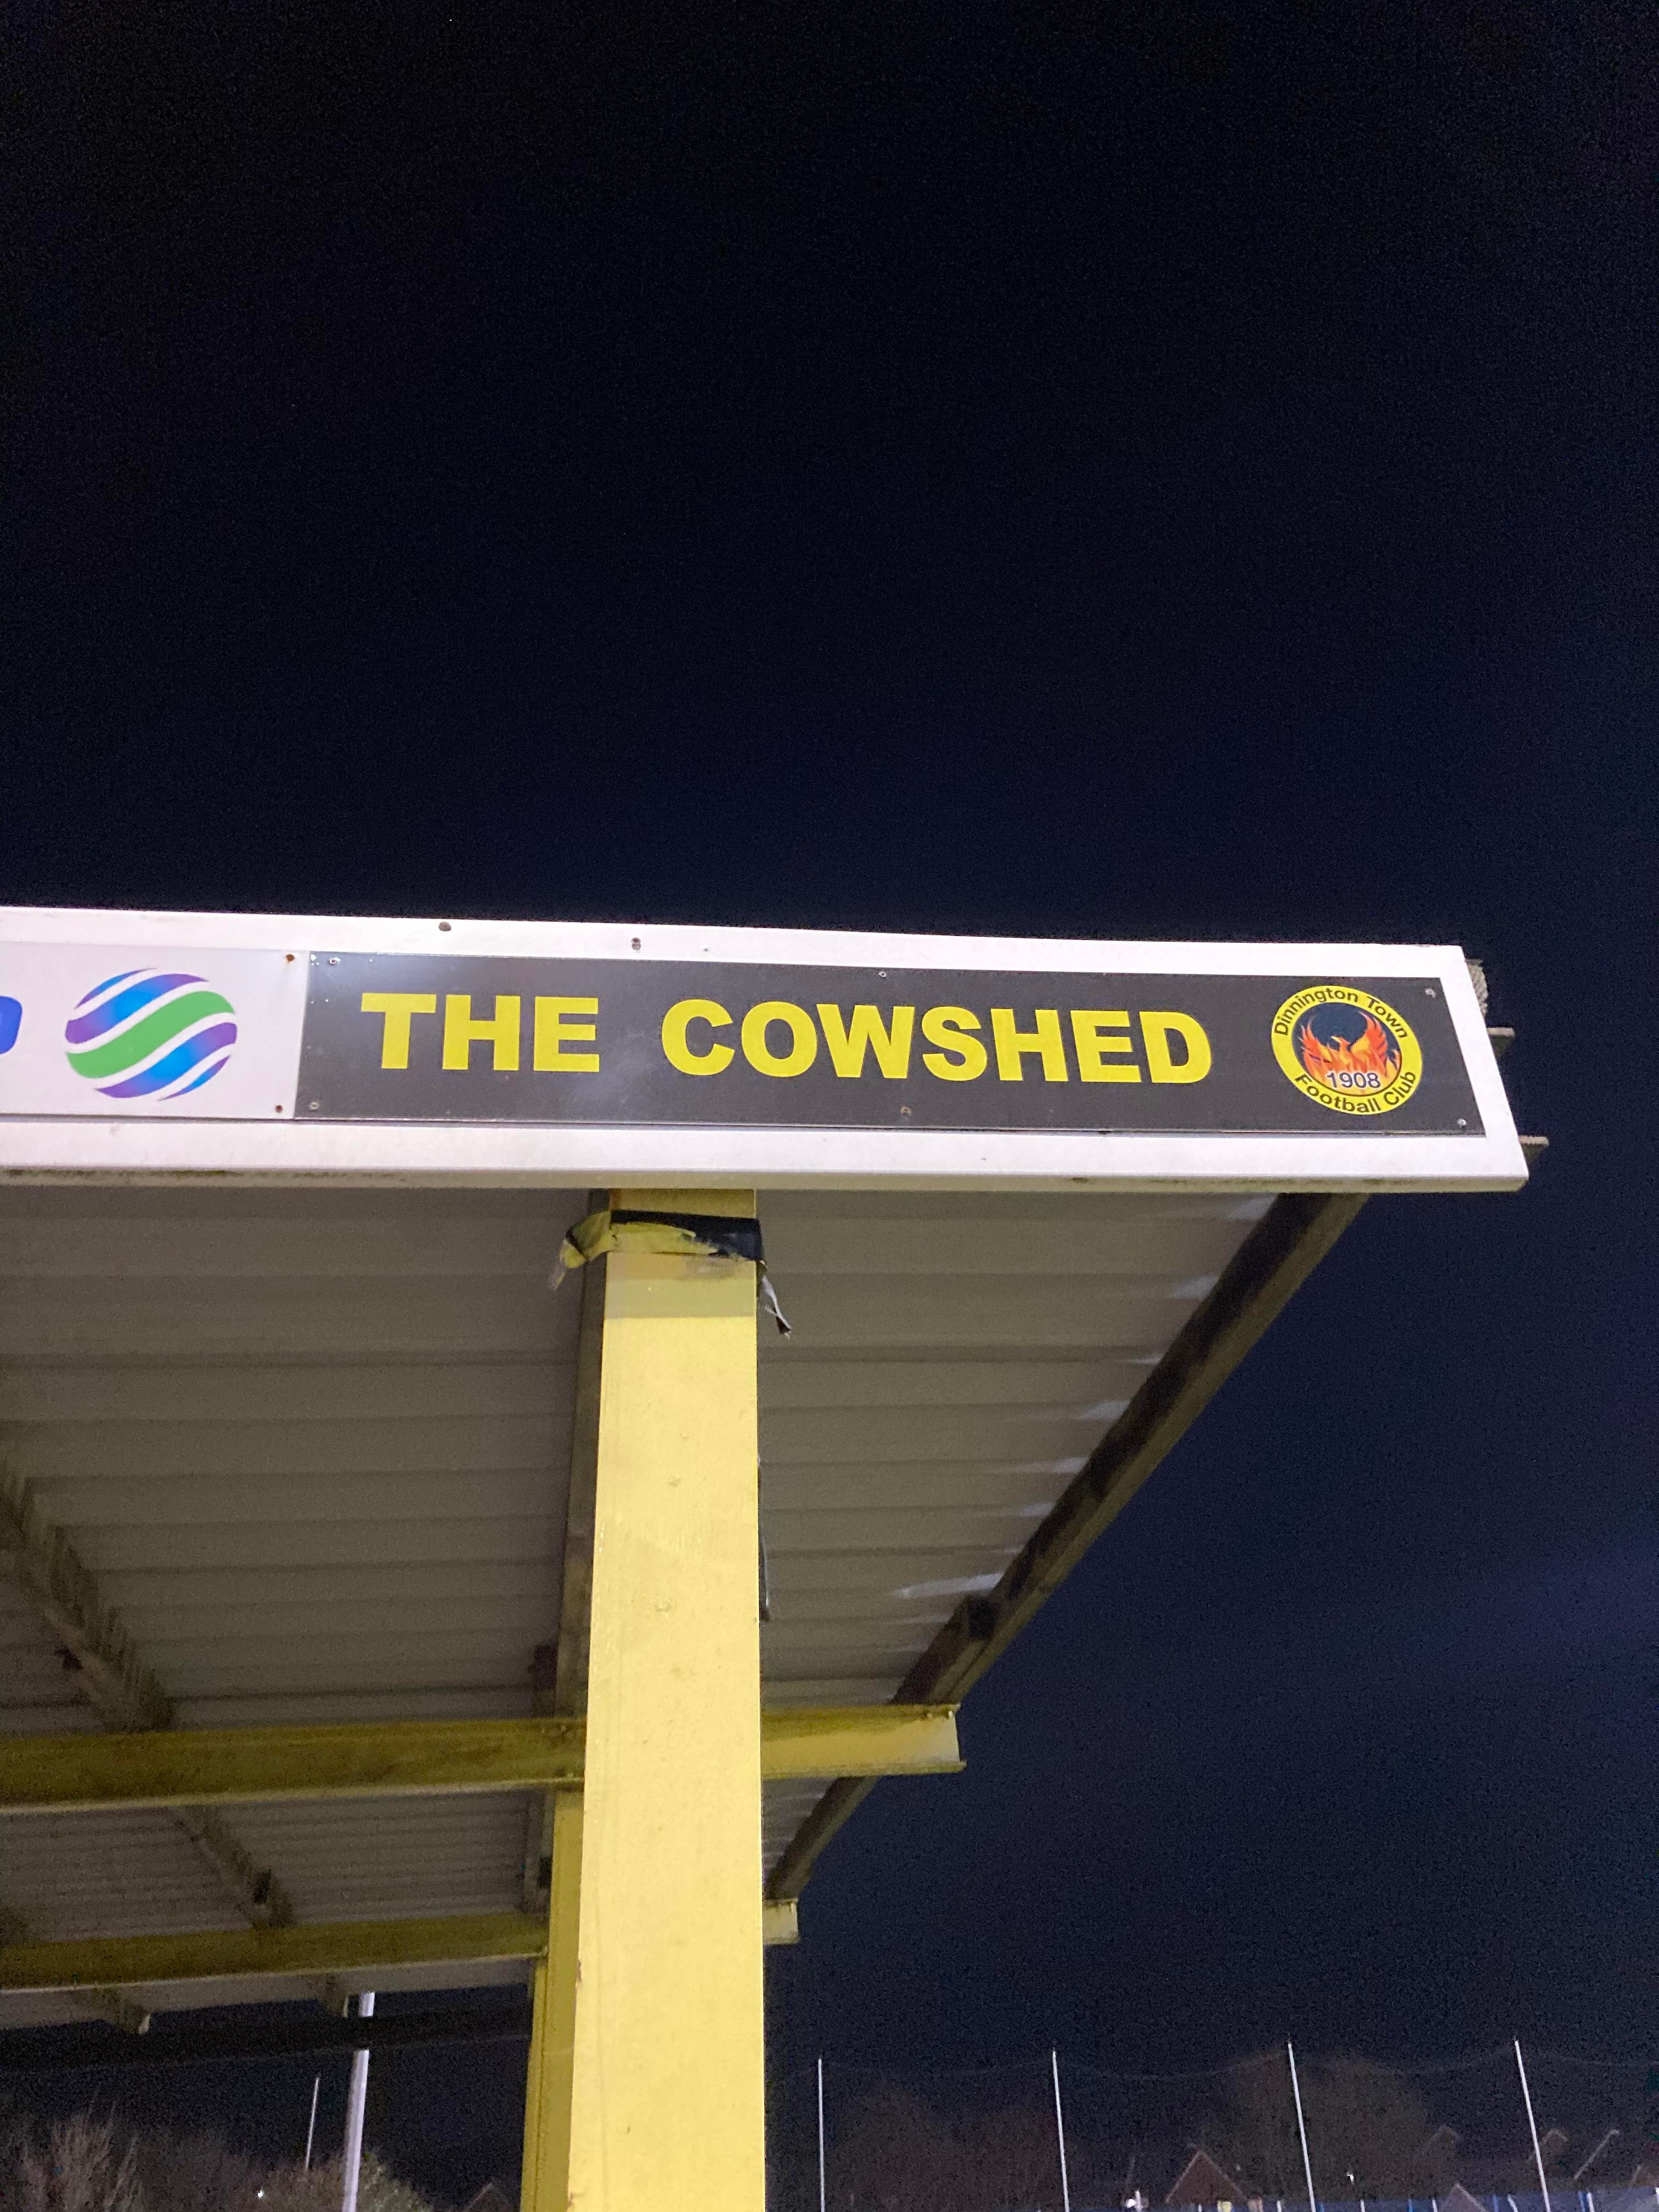 THE COWSHED
Dinnington Town
1908
Football Club